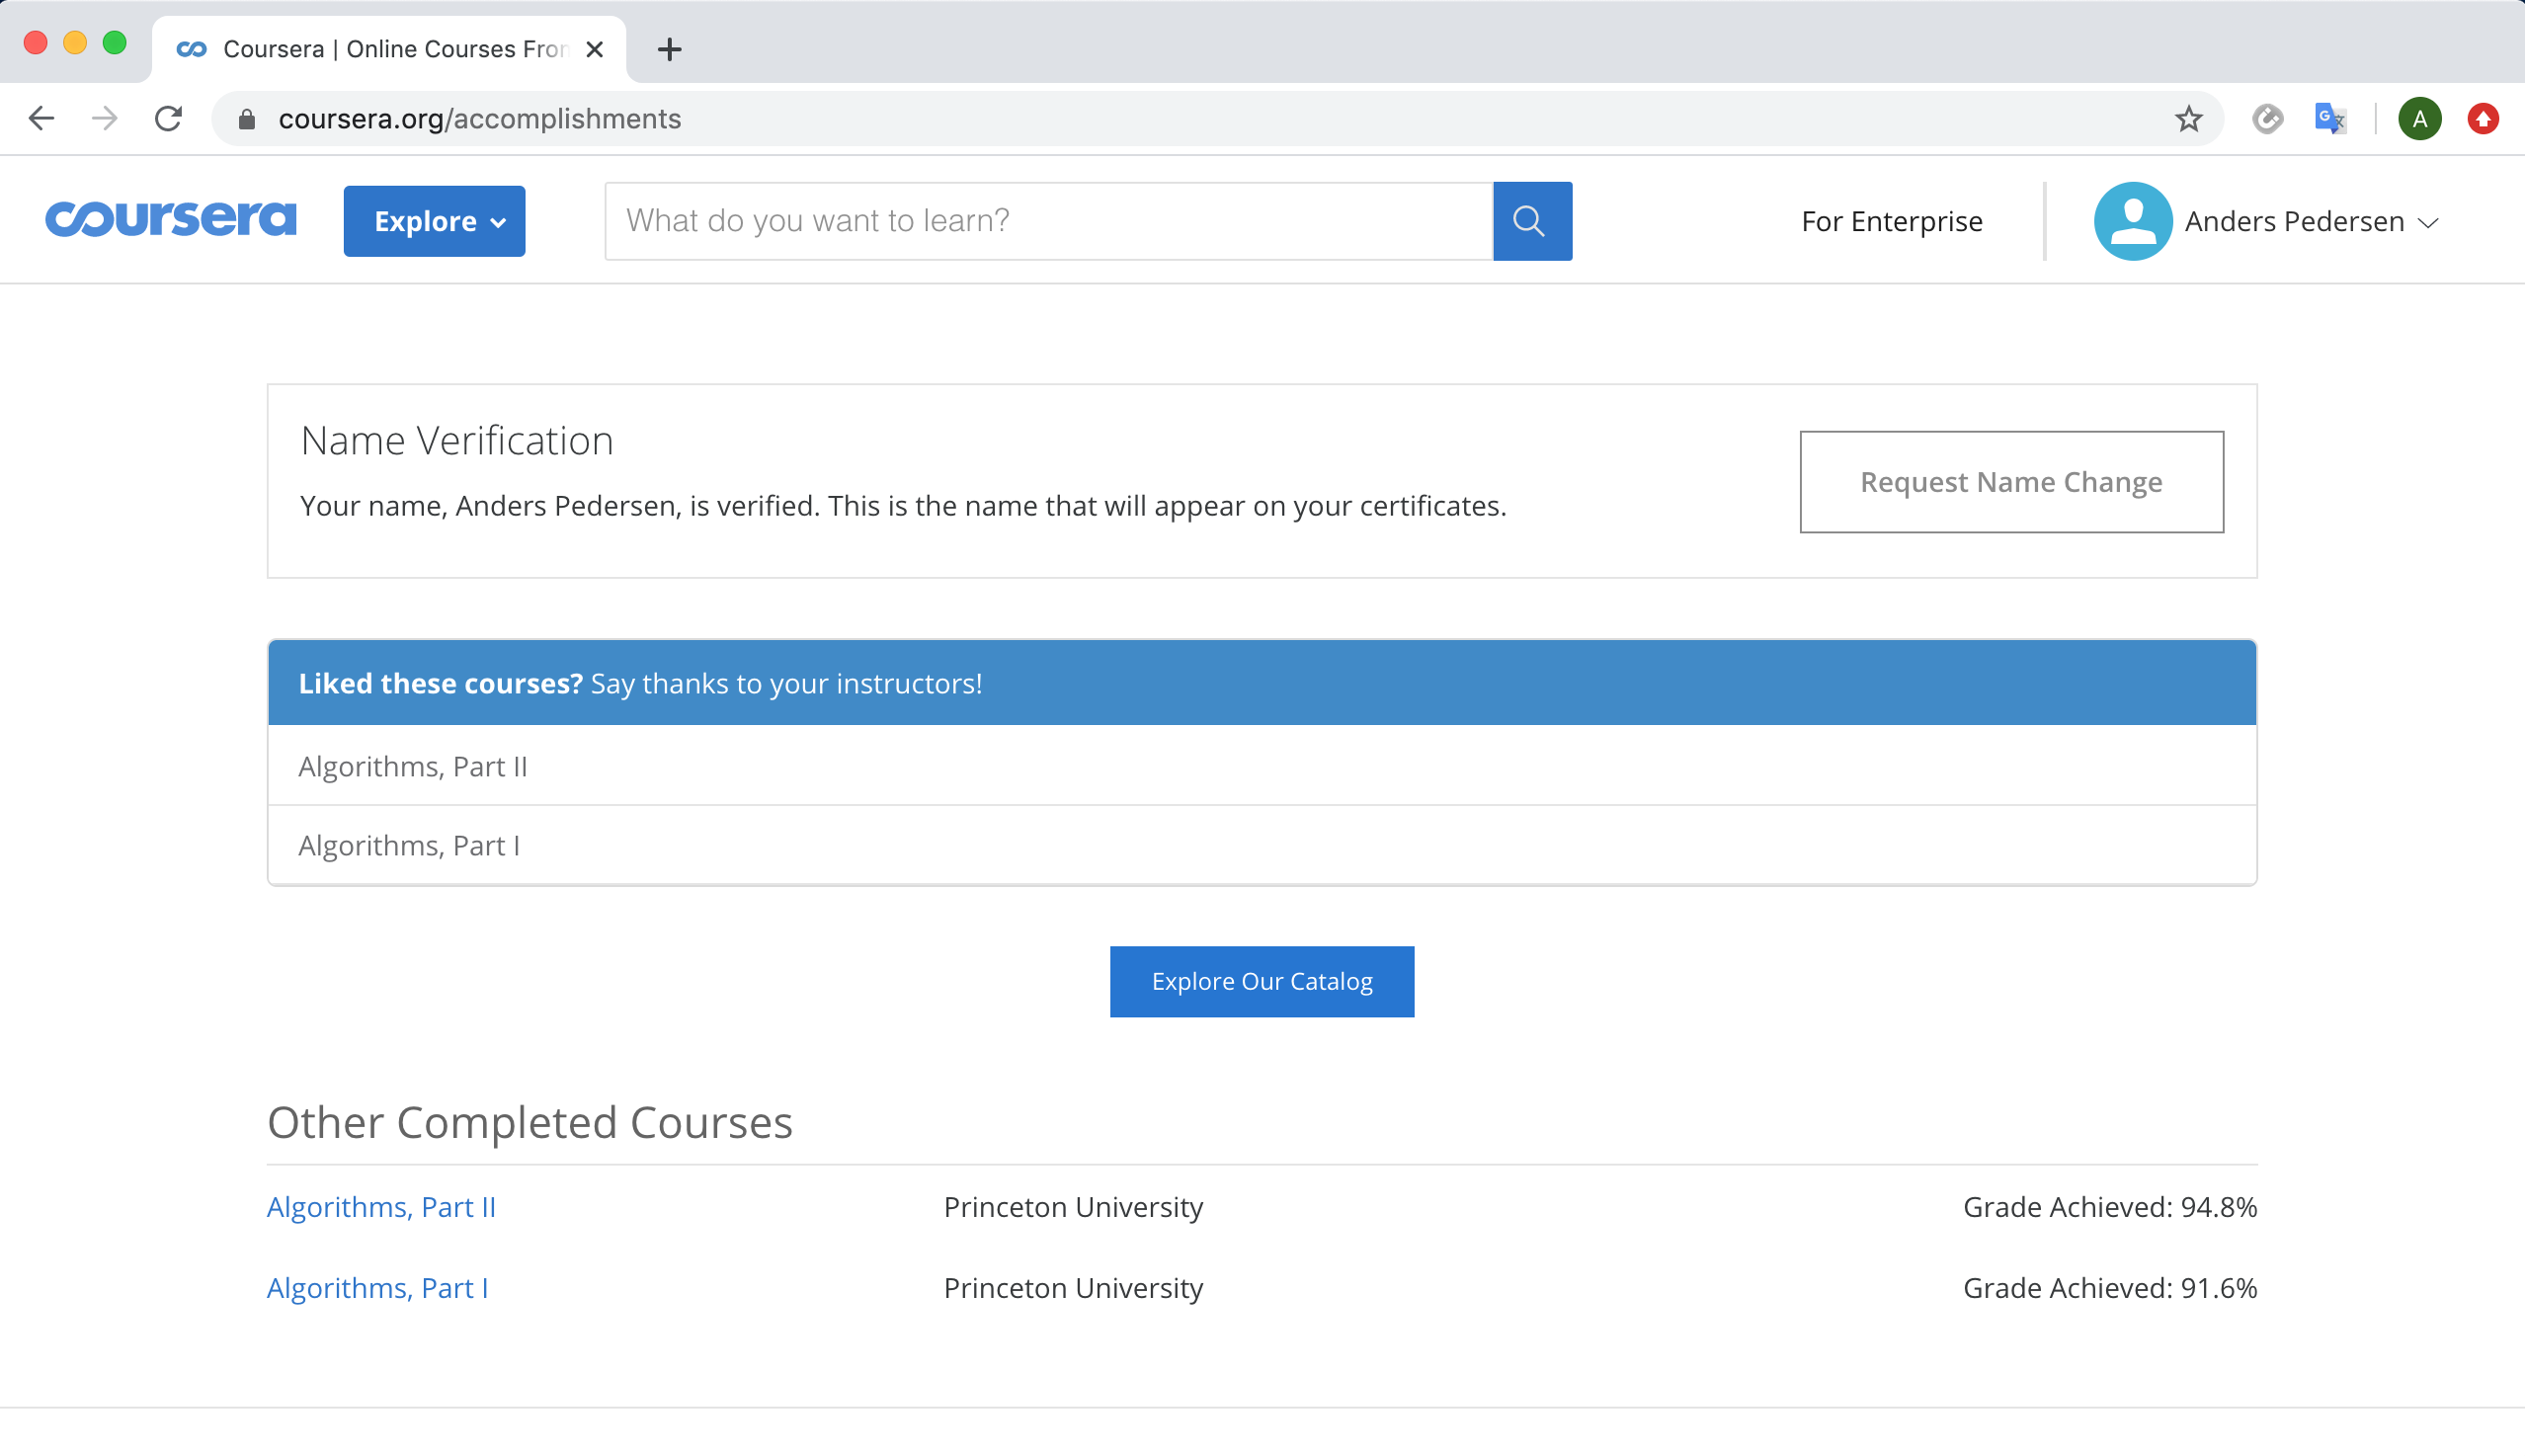 Coursera | Online Courses Fron
coursera.org/accomplishments
A
coursera
Explore
What do you want to learn?
For Enterprise
Anders Pedersen
Name Verification
Your name, Anders Pedersen, is verified. This is the name that will appear on your certificates.
Request Name Change
Liked these courses? Say thanks to your instructors!
Algorithms, Part II
Algorithms, Part I
Explore Our Catalog
Other Completed Courses
Algorithms, Part II Princeton University Grade Achieved: 94.8%
Algorithms, Part I Princeton University Grade Achieved: 91.6%